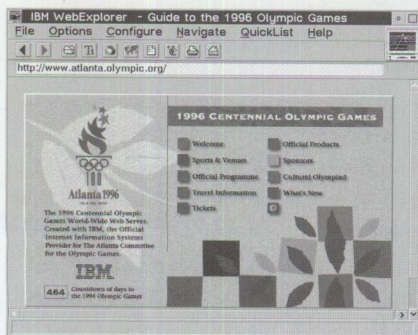 IBM WebExplorer - Guide to the 1996 Olympic Games
File Options Configure Navigate QuickList Help
http://www.atlanta.olympic.org/
1996 CENTENNIAL OLYMPIC GAMES
Welcome
Sports & Venues
Official Programme
Travel Information
Tickets
Official Products
Sponsors
Cultural Olympiad
What's New
Atlanta 1996
The 1996 Centennial Olympic
Games World-Wide Web Server.
Created with IBM, the Official
Internet Information Systems
Provider for The Atlanta Committee
for the Olympic Games.
IBM
464 Countdown of days to
the 1996 Olympic Games